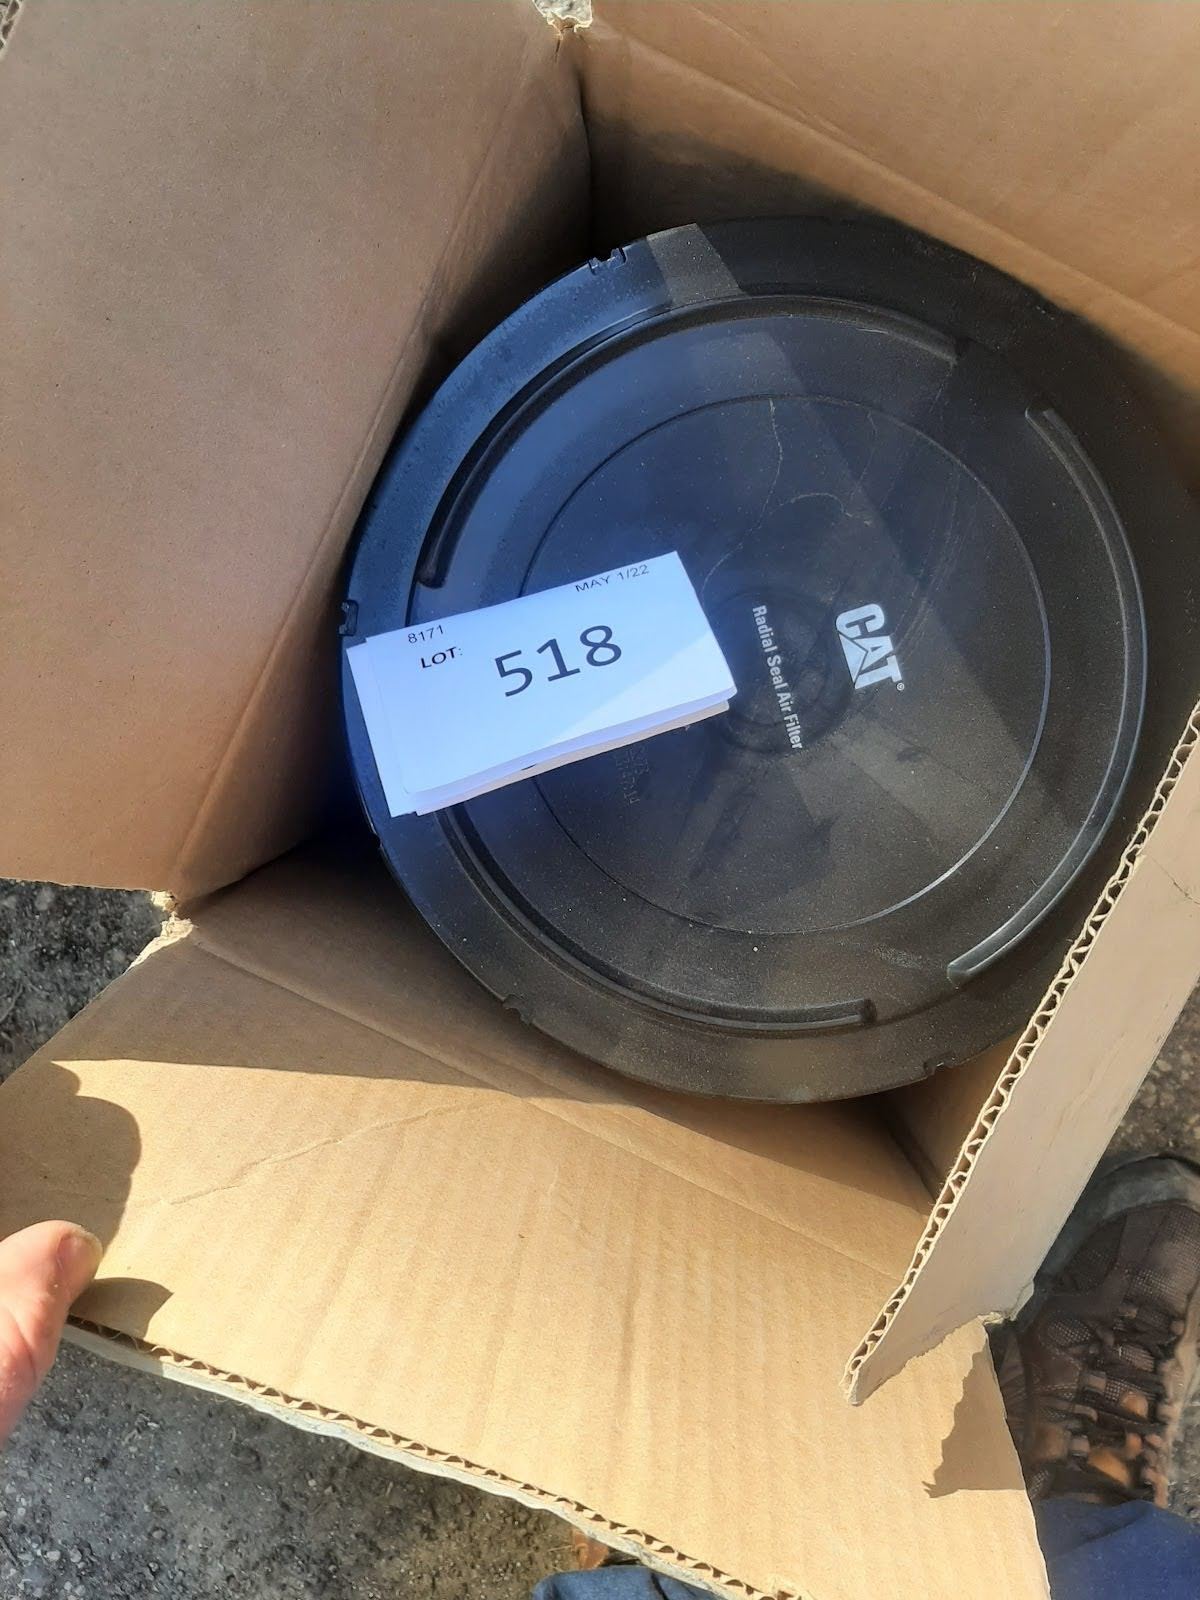 MAY 1/22
8171
LOT: 518
CAT®
Radial Seal Air Filter